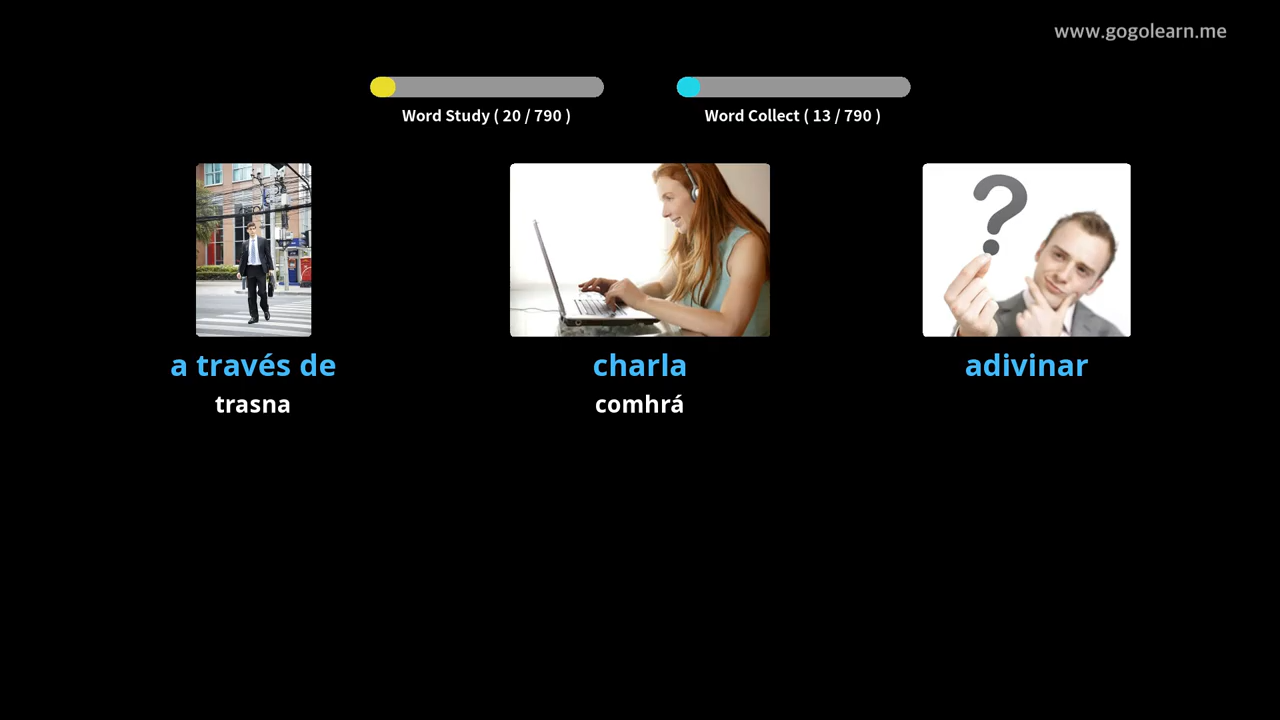 www.gogolearn.me
Word Study ( 20 / 790 )
Word Collect ( 13 / 790 )
a través de
trasna
charla
comhrá
adivinar